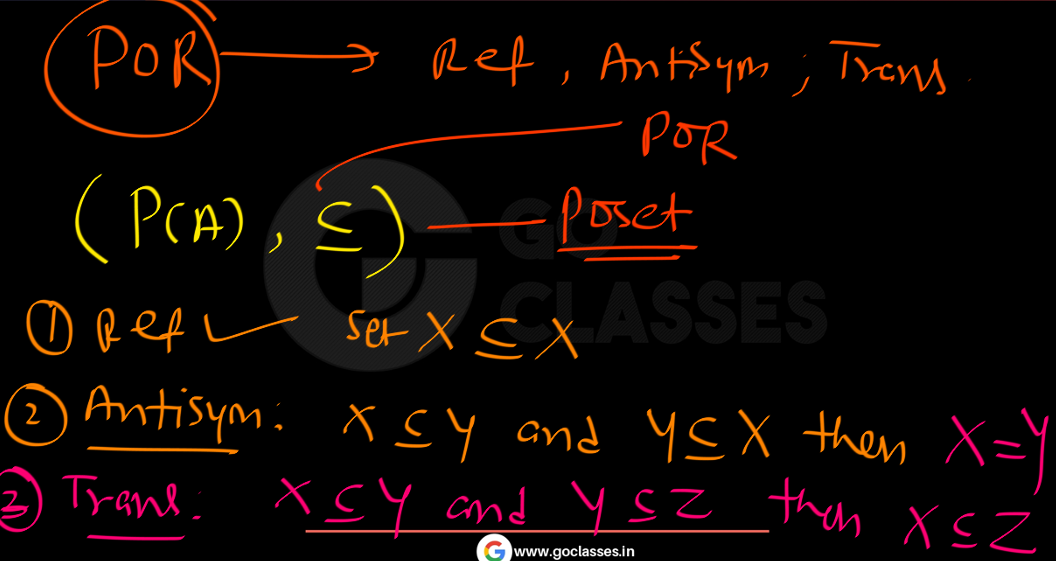 POR → Ref, Antisym, Trans.
POR
(P(A), ⊆) — Poset
① Ref ✓ Set X ⊆ X
② Antisym: X ⊆ Y and Y ⊆ X then X = Y
③ Trans: X ⊆ Y and Y ⊆ Z then X ⊆ Z
GO
CLASSES
G www.goclasses.in